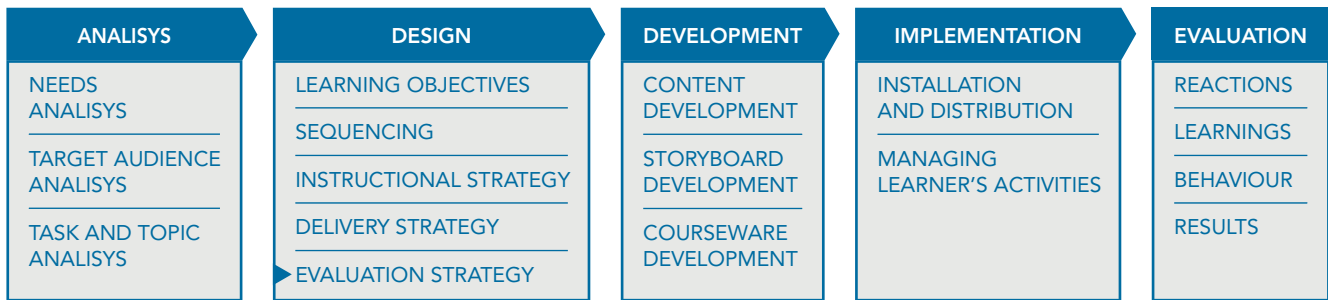 ANALISYS
NEEDS
ANALISYS
TARGET AUDIENCE
ANALISYS
TASK AND TOPIC
ANALISYS
DESIGN
LEARNING OBJECTIVES
SEQUENCING
INSTRUCTIONAL STRATEGY
DELIVERY STRATEGY
EVALUATION STRATEGY
DEVELOPMENT
CONTENT
DEVELOPMENT
STORYBOARD
DEVELOPMENT
COURSEWARE
DEVELOPMENT
IMPLEMENTATION
INSTALLATION
AND DISTRIBUTION
MANAGING
LEARNER’S ACTIVITIES
EVALUATION
REACTIONS
LEARNINGS
BEHAVIOUR
RESULTS